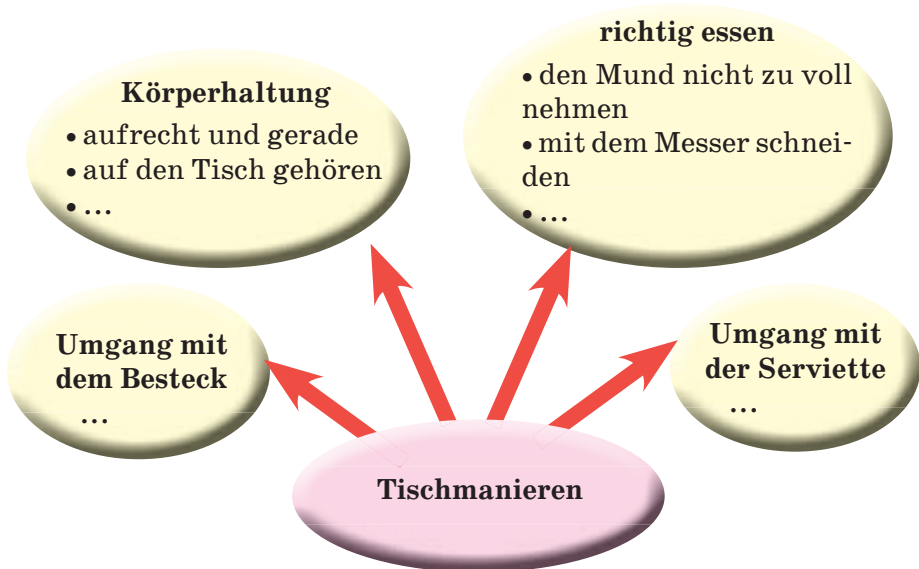 Körperhaltung
• aufrecht und gerade
• auf den Tisch gehören
• ...
richtig essen
• den Mund nicht zu voll
nehmen
• mit dem Messer schnei-
den
• ...
Umgang mit
dem Besteck
...
Umgang mit
der Serviette
...
Tischmanieren